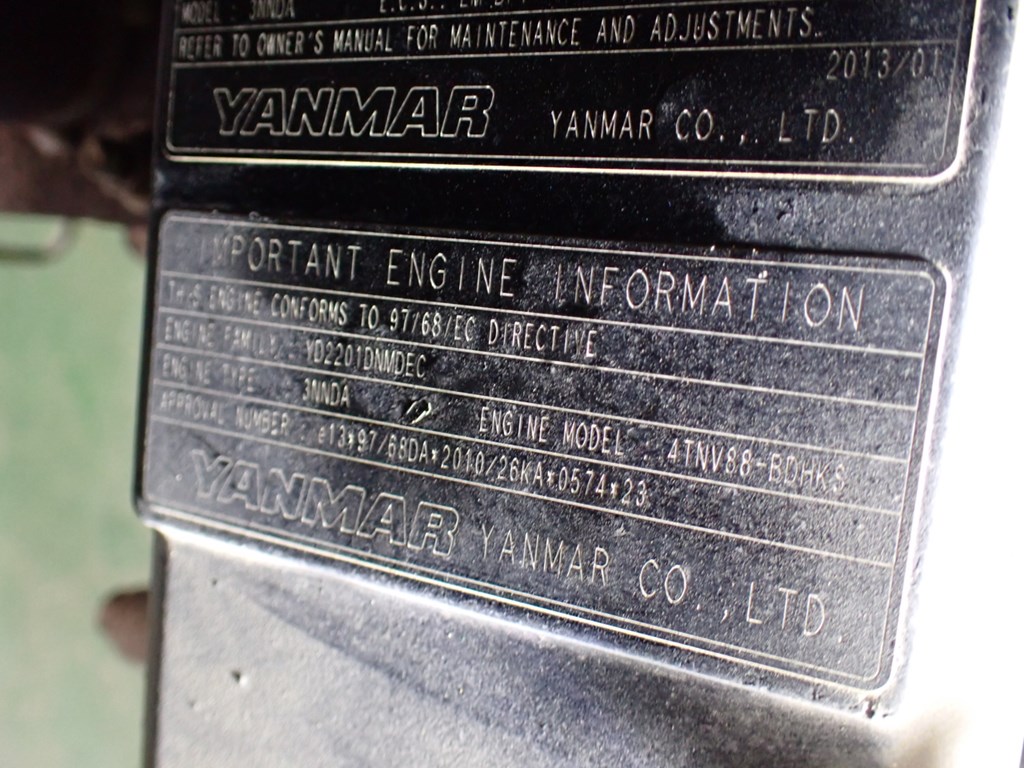 MODEL : 3NNDA E.C.S.:
REFER TO OWNER'S MANUAL FOR MAINTENANCE AND ADJUSTMENTS.
2013/01
YANMAR YANMAR CO., LTD.
IMPORTANT ENGINE INFORMATION
THIS ENGINE CONFORMS TO 97/68/EC DIRECTIVE
ENGINE FAMILY : YD2201DNMDEC
ENGINE TYPE : 3NNDA ENGINE MODEL : 4TNV88-BDHKS
APPROVAL NUMBER : e13*97/68DA*2010/26KA*0574*23
YANMAR YANMAR CO.,LTD.